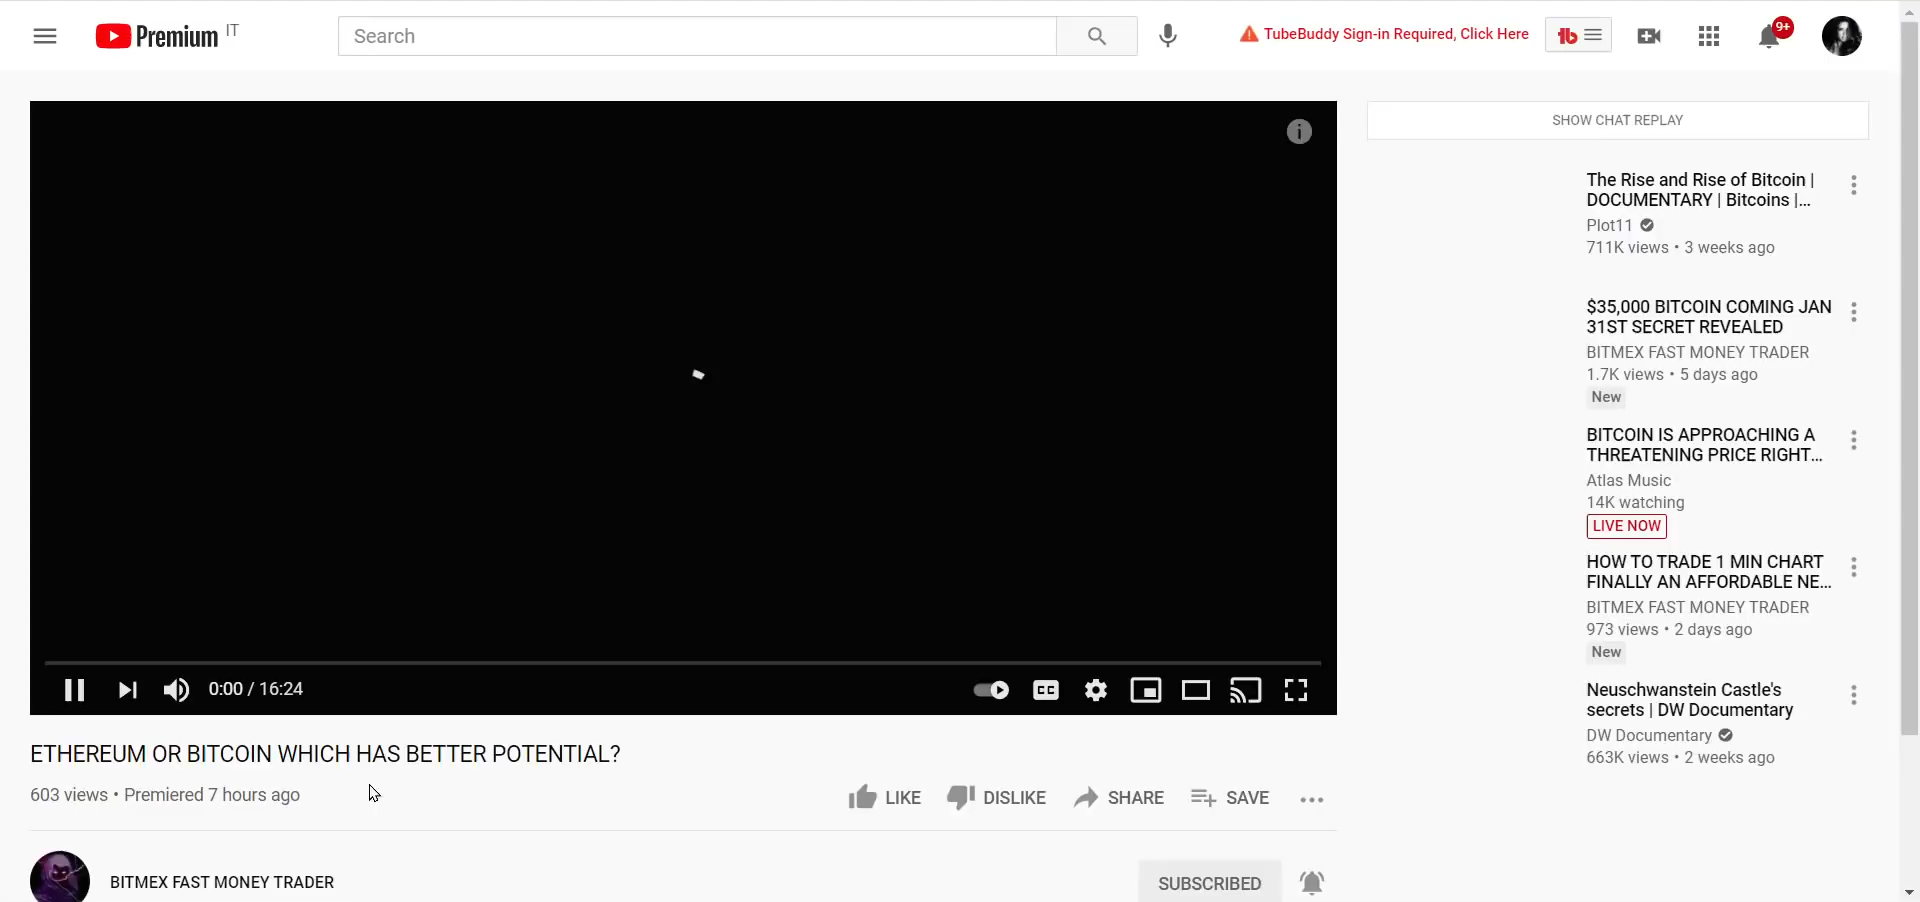 Premium IT
Search
TubeBuddy Sign-in Required, Click Here
9+
SHOW CHAT REPLAY
The Rise and Rise of Bitcoin |
DOCUMENTARY | Bitcoins |...
Plot11
711K views • 3 weeks ago
$35,000 BITCOIN COMING JAN
31ST SECRET REVEALED
BITMEX FAST MONEY TRADER
1.7K views • 5 days ago
New
BITCOIN IS APPROACHING A
THREATENING PRICE RIGHT...
Atlas Music
14K watching
LIVE NOW
HOW TO TRADE 1 MIN CHART
FINALLY AN AFFORDABLE NE...
BITMEX FAST MONEY TRADER
973 views • 2 days ago
New
Neuschwanstein Castle's
secrets | DW Documentary
DW Documentary
663K views • 2 weeks ago
0:00 / 16:24
CC
ETHEREUM OR BITCOIN WHICH HAS BETTER POTENTIAL?
603 views • Premiered 7 hours ago
LIKE DISLIKE SHARE SAVE
BITMEX FAST MONEY TRADER
SUBSCRIBED